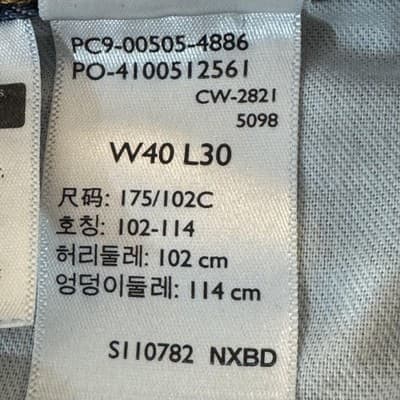 PC9-00505-4886
PO-4100512561
CW-2821
5098
W40 L30
尺码: 175/102C
호칭: 102-114
허리둘레: 102 cm
엉덩이둘레: 114 cm
S110782 NXBD